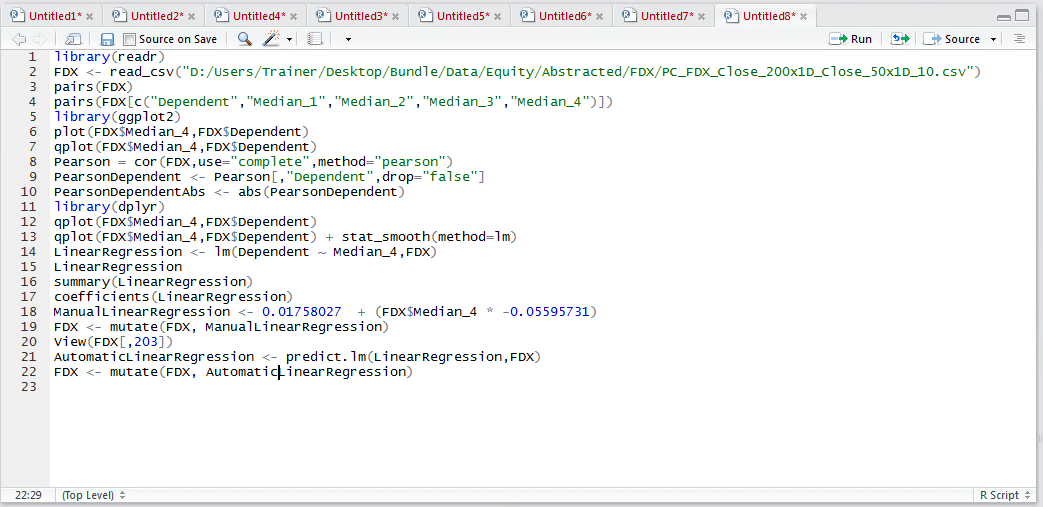 Untitled1* Untitled2* Untitled4* Untitled3* Untitled5* Untitled6* Untitled7* Untitled8*
Source on Save Run Source
1 library(readr)
2 FDX <- read_csv("D:/Users/Trainer/Desktop/Bundle/Data/Equity/Abstracted/FDX/PC_FDX_Close_200x1D_Close_50x1D_10.csv")
3 pairs(FDX)
4 pairs(FDX[c("Dependent","Median_1","Median_2","Median_3","Median_4")])
5 library(ggplot2)
6 plot(FDX$Median_4,FDX$Dependent)
7 qplot(FDX$Median_4,FDX$Dependent)
8 Pearson = cor(FDX,use="complete",method="pearson")
9 PearsonDependent <- Pearson[,"Dependent",drop="false"]
10 PearsonDependentAbs <- abs(PearsonDependent)
11 library(dplyr)
12 qplot(FDX$Median_4,FDX$Dependent)
13 qplot(FDX$Median_4,FDX$Dependent) + stat_smooth(method=lm)
14 LinearRegression <- lm(Dependent ~ Median_4,FDX)
15 LinearRegression
16 summary(LinearRegression)
17 coefficients(LinearRegression)
18 ManualLinearRegression <- 0.01758027  + (FDX$Median_4 * -0.05595731)
19 FDX <- mutate(FDX, ManualLinearRegression)
20 View(FDX[,203])
21 AutomaticLinearRegression <- predict.lm(LinearRegression,FDX)
22 FDX <- mutate(FDX, AutomaticLinearRegression)
23
22:29 (Top Level) R Script